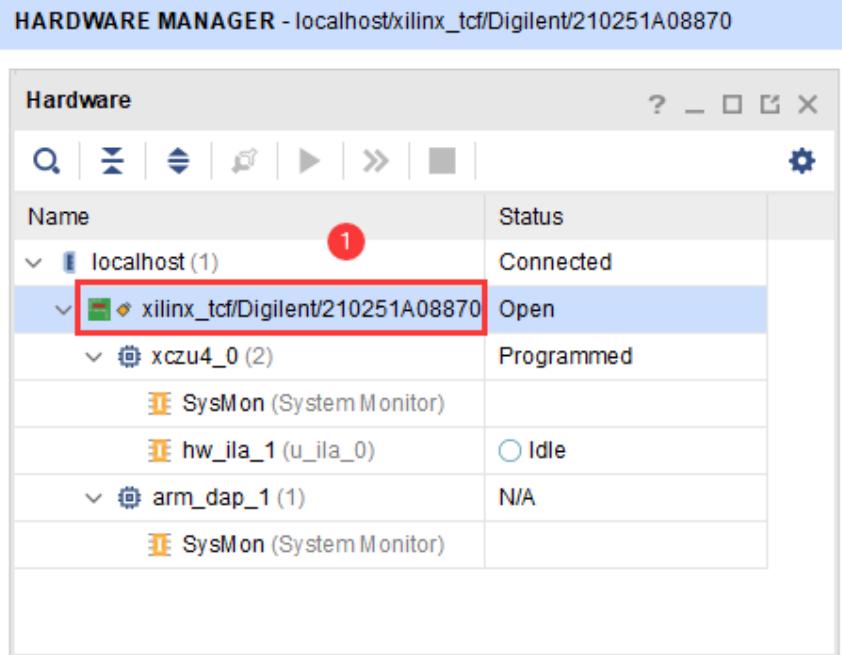 HARDWARE MANAGER - localhost/xilinx_tcf/Digilent/210251A08870
Hardware
Name Status
1
localhost (1) Connected
xilinx_tcf/Digilent/210251A08870 Open
xczu4_0 (2) Programmed
SysMon (System Monitor)
hw_ila_1 (u_ila_0) Idle
arm_dap_1 (1) N/A
SysMon (System Monitor)